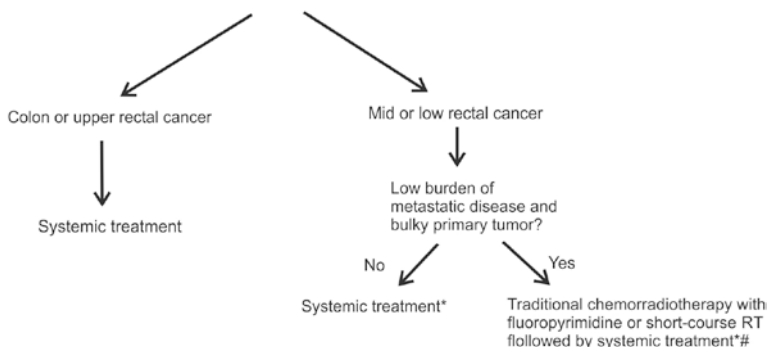 Colon or upper rectal cancer
Mid or low rectal cancer
Low burden of
metastatic disease and
bulky primary tumor?
Systemic treatment
No
Yes
Systemic treatment*
Traditional chemorradiotherapy with
fluoropyrimidine or short-course RT
flollowed by systemic treatment*#